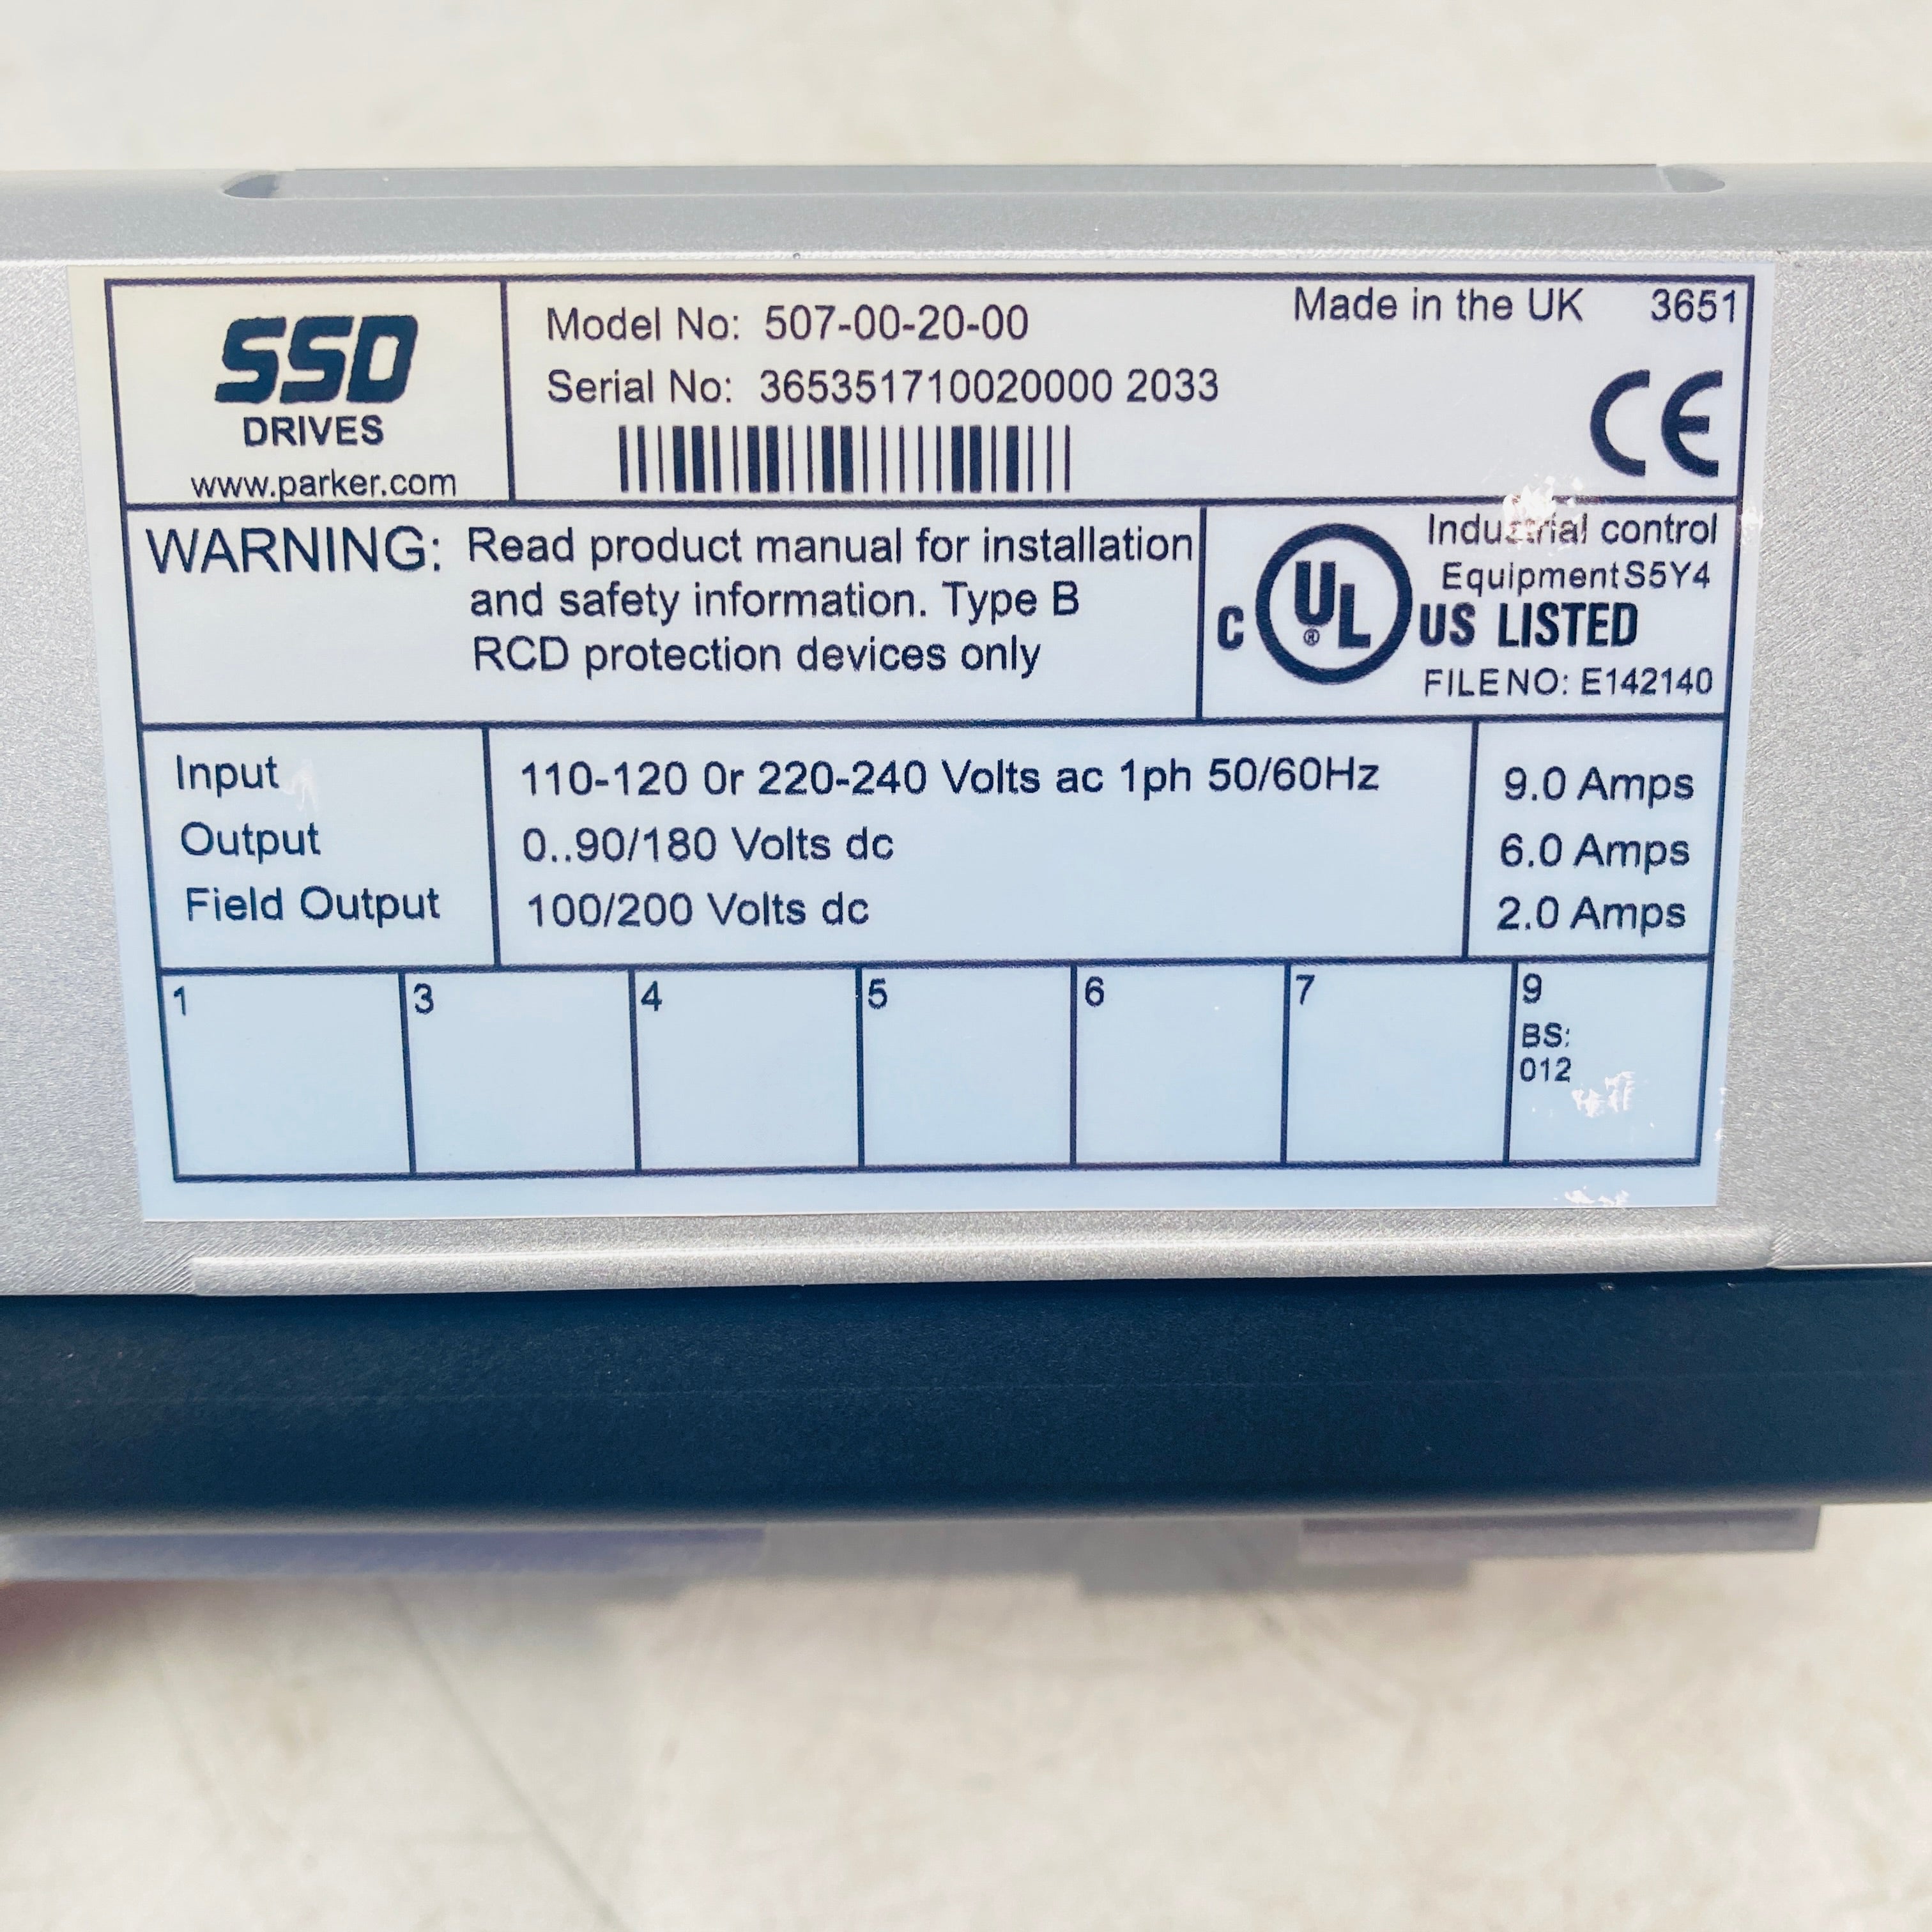 SSD
DRIVES
www.parker.com
Model No: 507-00-20-00
Serial No: 365351710020000 2033
Made in the UK 3651
CE
WARNING: Read product manual for installation
and safety information. Type B
RCD protection devices only
Industrial control
Equipment S5Y4
C UL ® US LISTED
FILE NO: E142140
Input 110-120 0r 220-240 Volts ac 1ph 50/60Hz 9.0 Amps
Output 0..90/180 Volts dc 6.0 Amps
Field Output 100/200 Volts dc 2.0 Amps
1 3 4 5 6 7 9
BS:
012